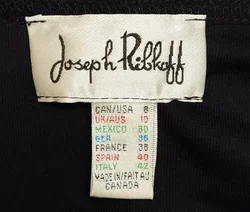 Joseph Ribkoff
CAN/USA 8
UK/AUS 10
MEXICO 30
GER 36
FRANCE 38
SPAIN 40
ITALY 42
MADE IN/FAIT AU
CANADA